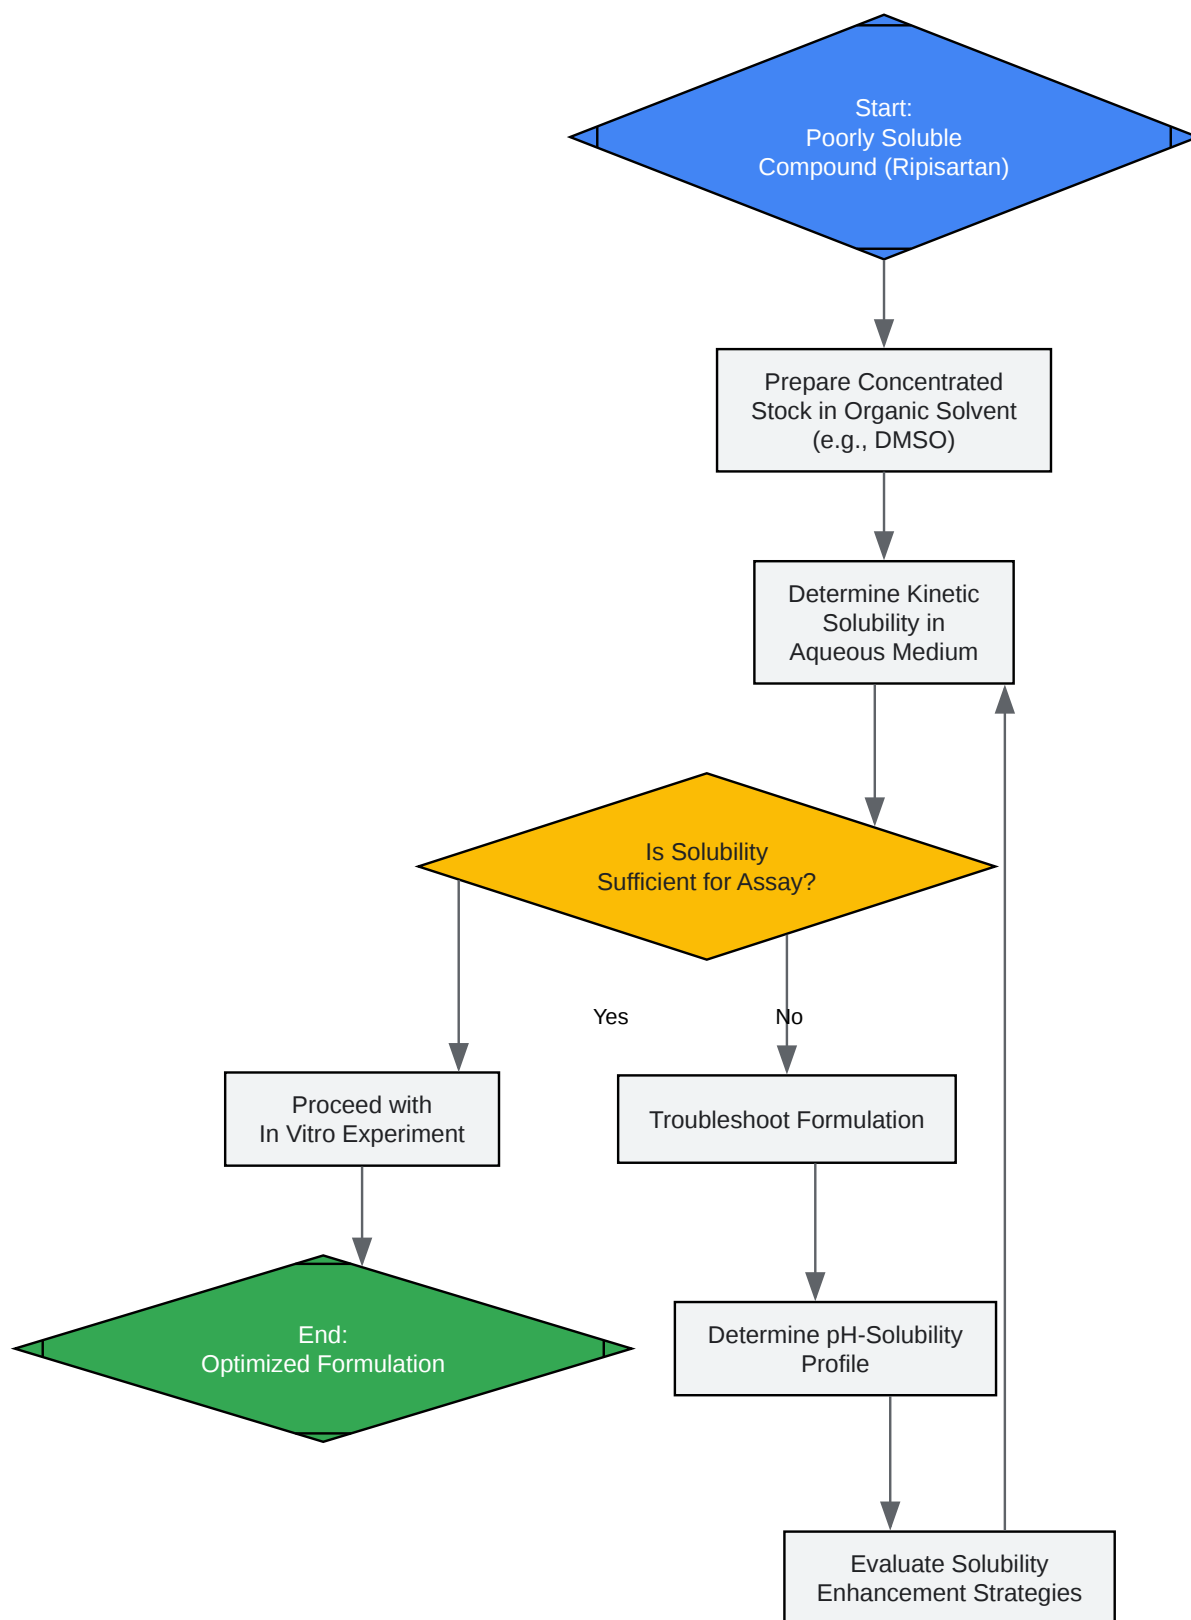 Start:
Poorly Soluble
Compound (Ripisartan)
Prepare Concentrated
Stock in Organic Solvent
(e.g., DMSO)
Determine Kinetic
Solubility in
Aqueous Medium
Is Solubility
Sufficient for Assay?
Yes
No
Proceed with
In Vitro Experiment
Troubleshoot Formulation
End:
Optimized Formulation
Determine pH-Solubility
Profile
Evaluate Solubility
Enhancement Strategies